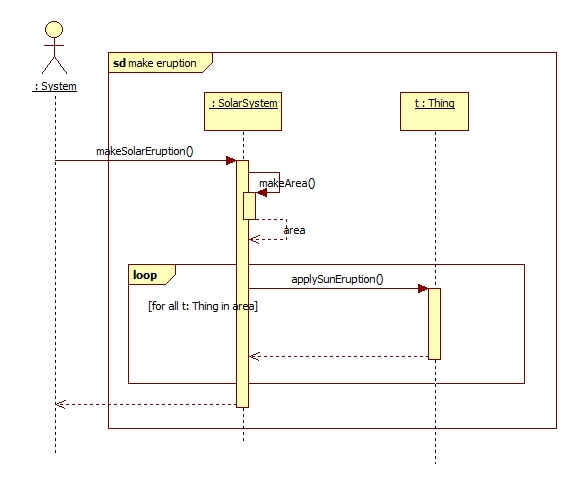 sd make eruption
: System
: SolarSystem
t : Thing
makeSolarEruption()
makeArea()
area
loop
applySunEruption()
[for all t: Thing in area]